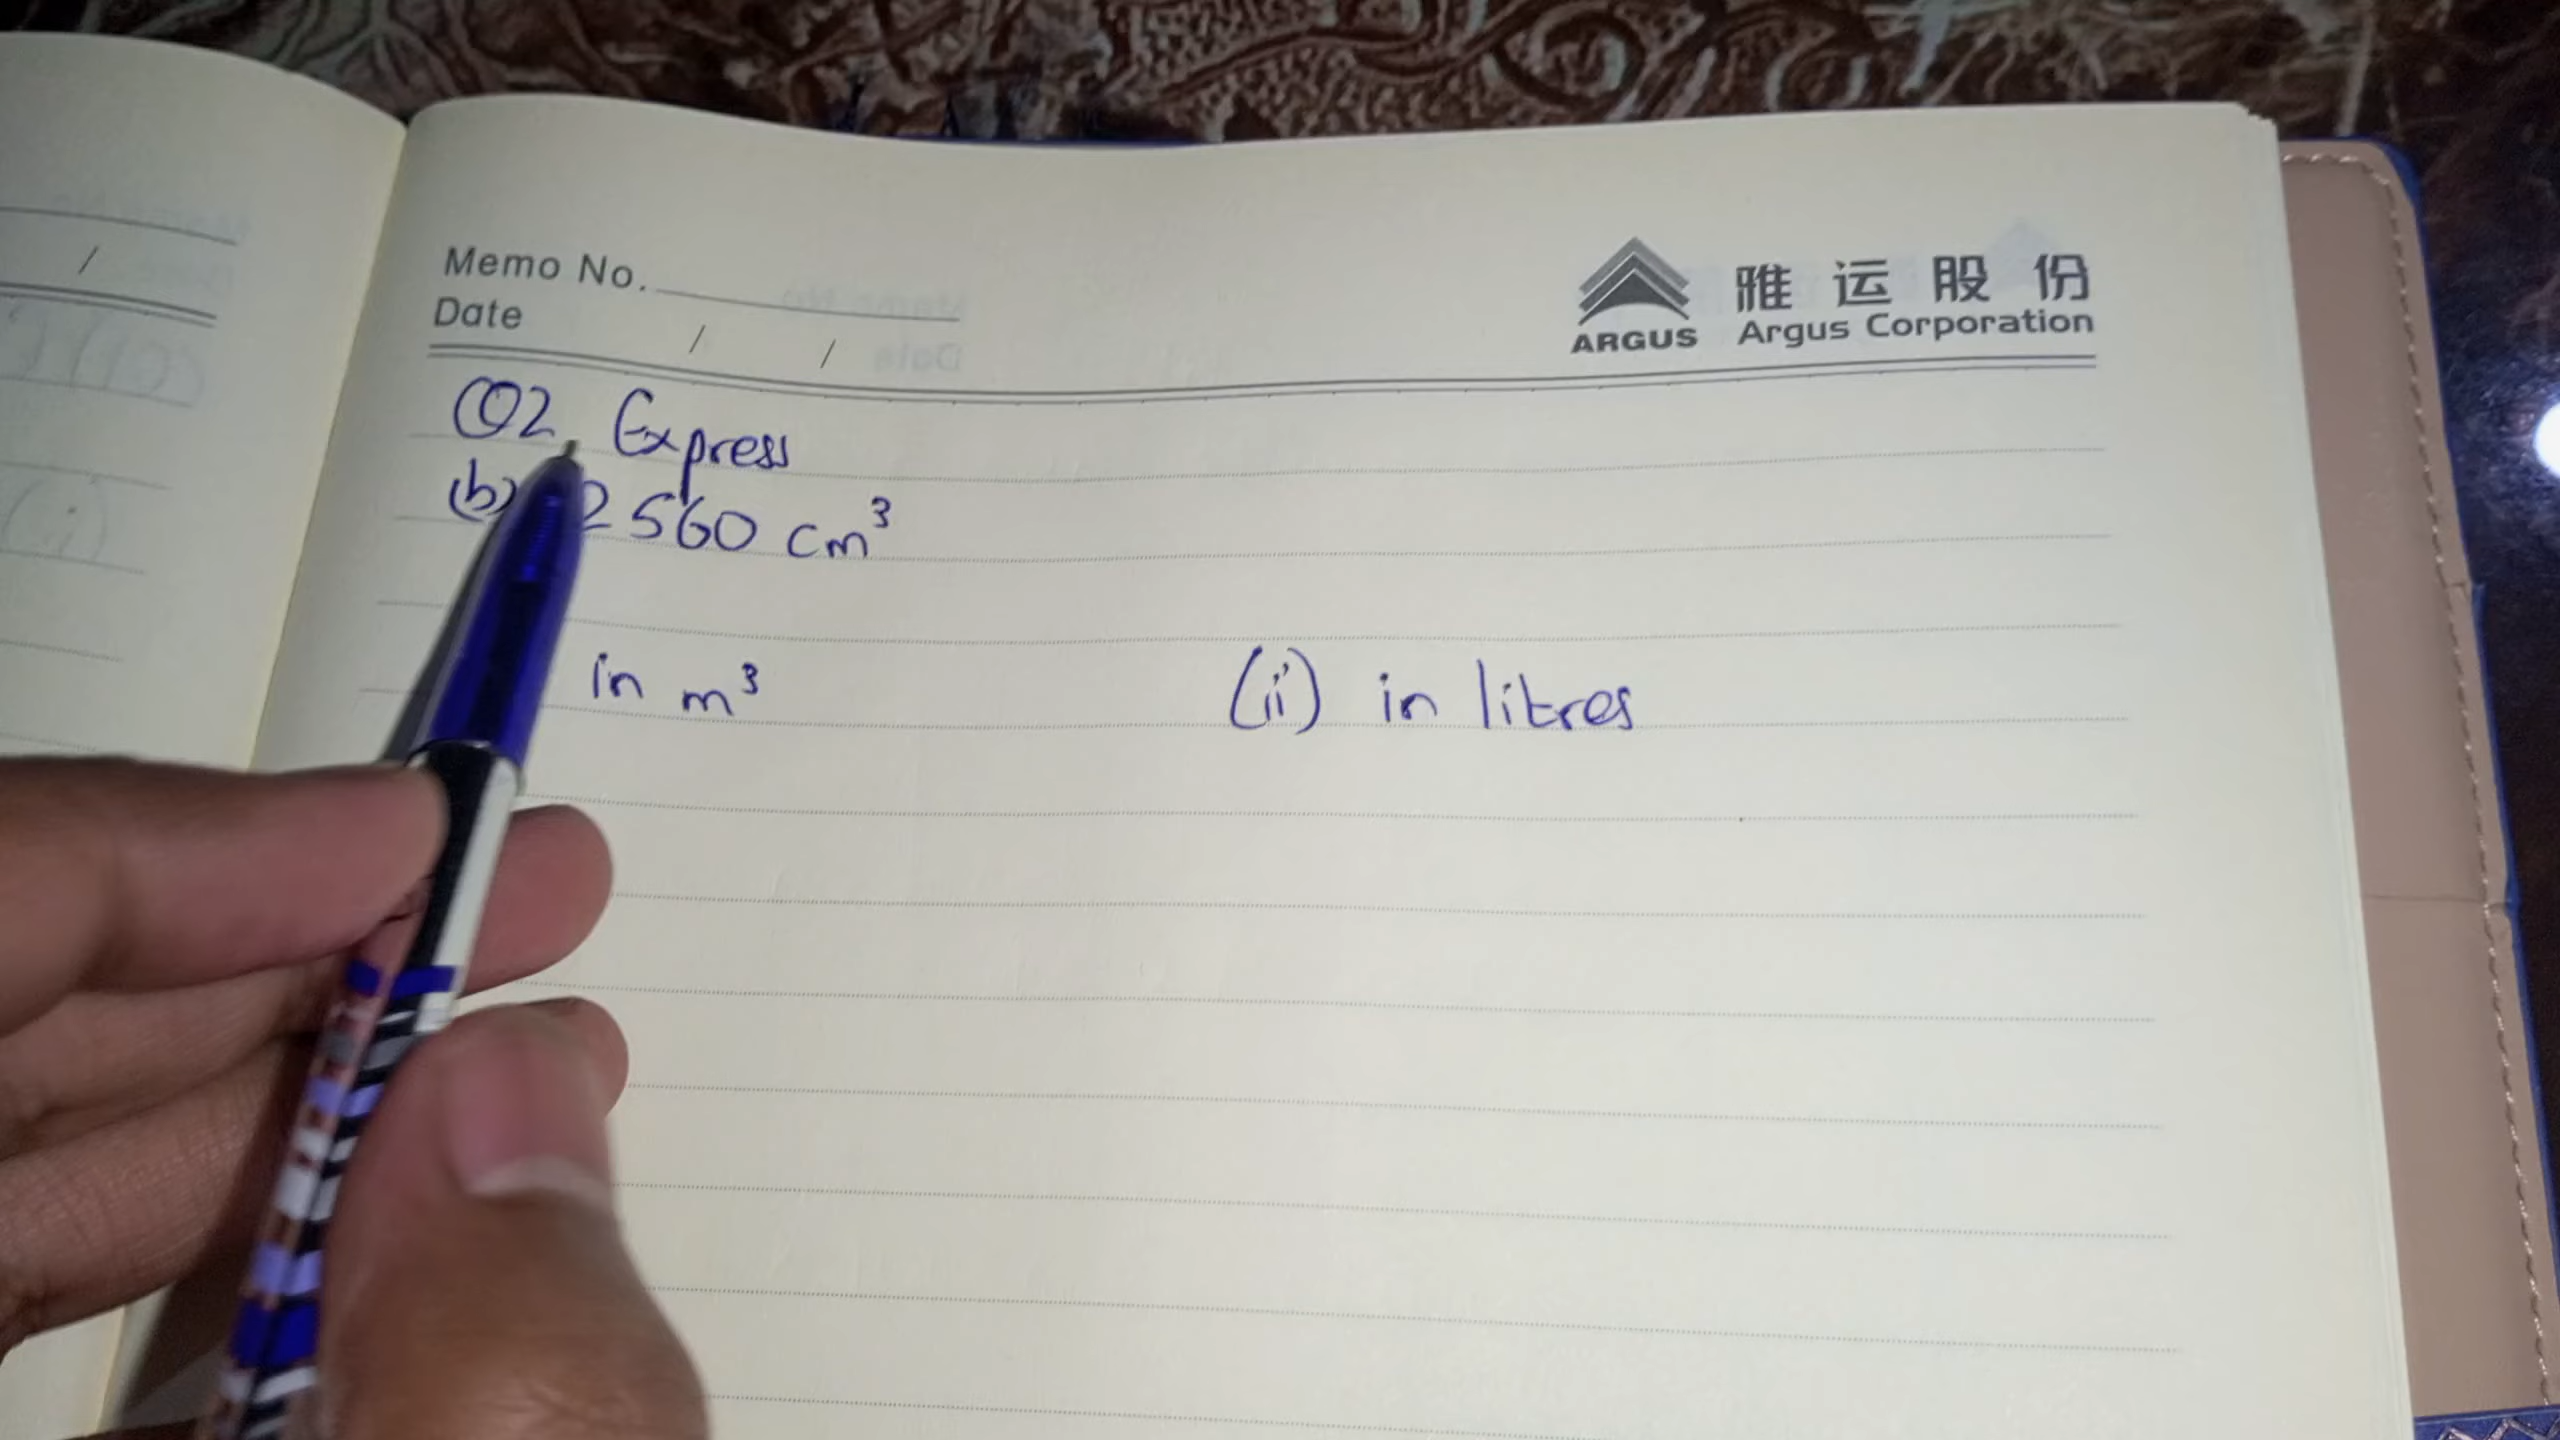 Memo No.
Date / /
ARGUS
雅运股份
Argus Corporation
Q2. Express
(b) 2560 cm³
in m³
(ii) in litres